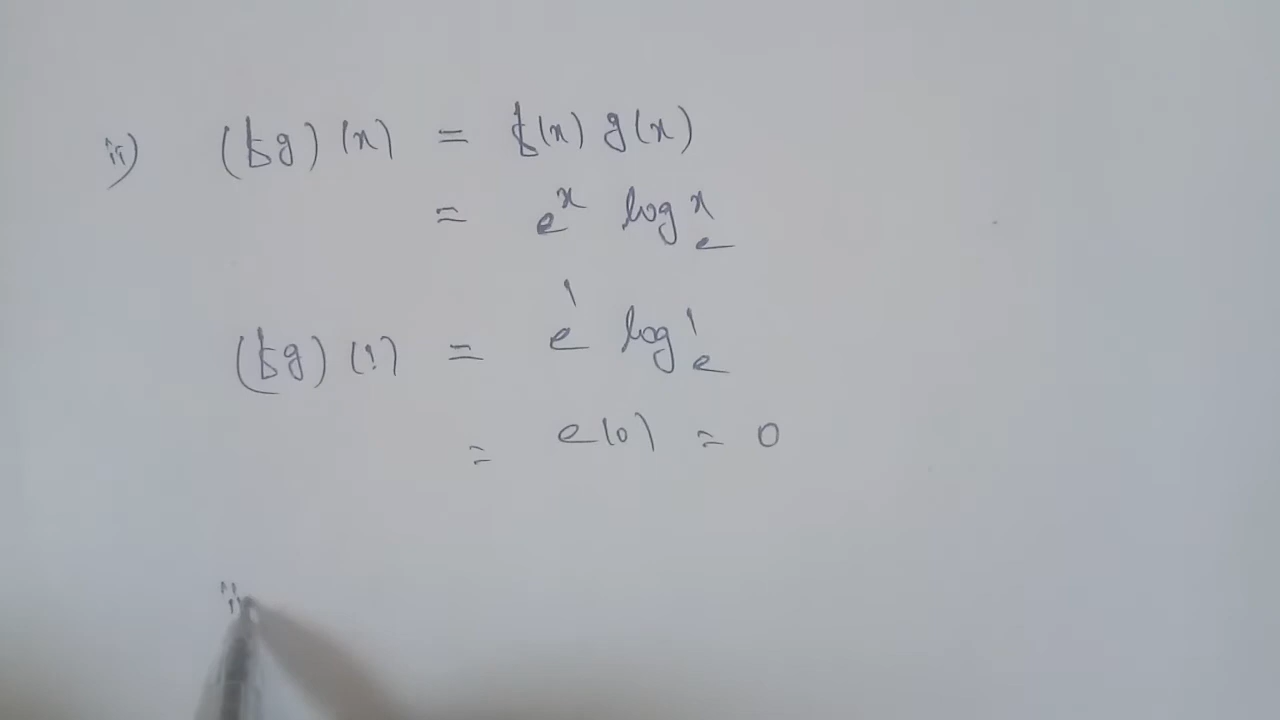 ii) (fg) (x) = f(x) g(x)
= e^x log_e^x
(fg) (1) = e^1 log_e^1
= e(0) = 0